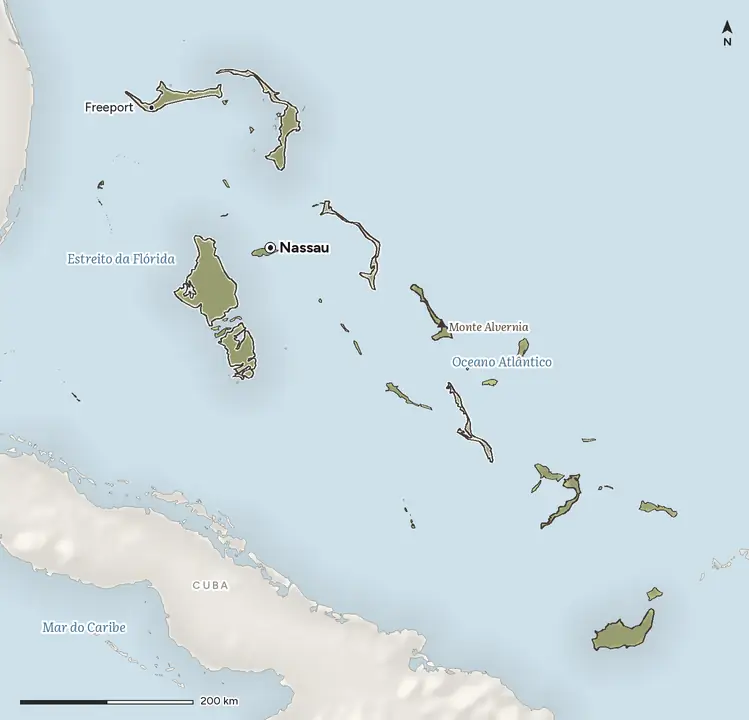 N
Freeport
Nassau
Estreito da Flórida
Monte Alvernia
Oceano Atlântico
CUBA
Mar do Caribe
200 km